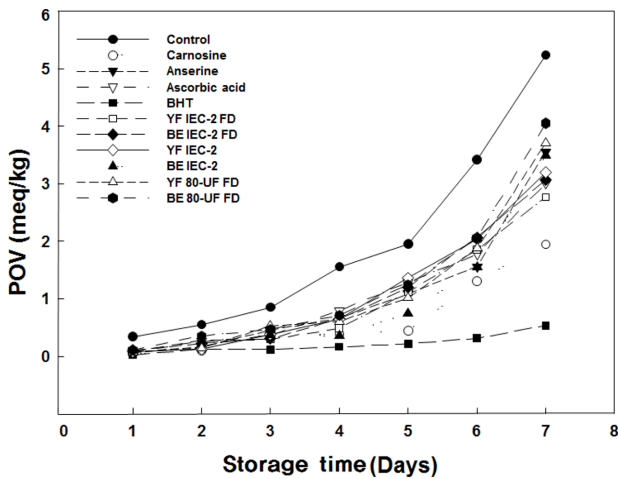 6
5
4
3
2
1
0
POV (meq/kg)
Control
Carnosine
Anserine
Ascorbic acid
BHT
YF IEC-2 FD
BE IEC-2 FD
YF IEC-2
BE IEC-2
YF 80-UF FD
BE 80-UF FD
0 1 2 3 4 5 6 7 8
Storage time (Days)